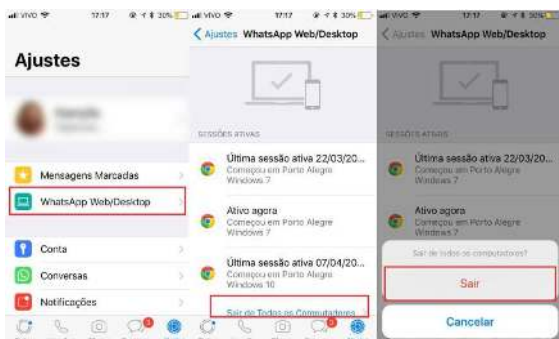 VIVO 17:17 30%
Ajustes
Mensagens Marcadas
WhatsApp Web/Desktop
Conta
Conversas
Notificações
VIVO 17:17 30%
Ajustes WhatsApp Web/Desktop
SESSÕES ATIVAS
Última sessão ativa 22/03/20...
Começou em Porto Alegre
Windows 7
Ativo agora
Começou em Porto Alegre
Windows 7
Última sessão ativa 07/04/20...
Começou em Porto Alegre
Windows 10
Sair de Todos os Computadores
VIVO 17:17 30%
Ajustes WhatsApp Web/Desktop
SESSÕES ATIVAS
Última sessão ativa 22/03/20...
Começou em Porto Alegre
Windows 7
Ativo agora
Começou em Porto Alegre
Windows 7
Sair de todos os computadores?
Sair
Cancelar